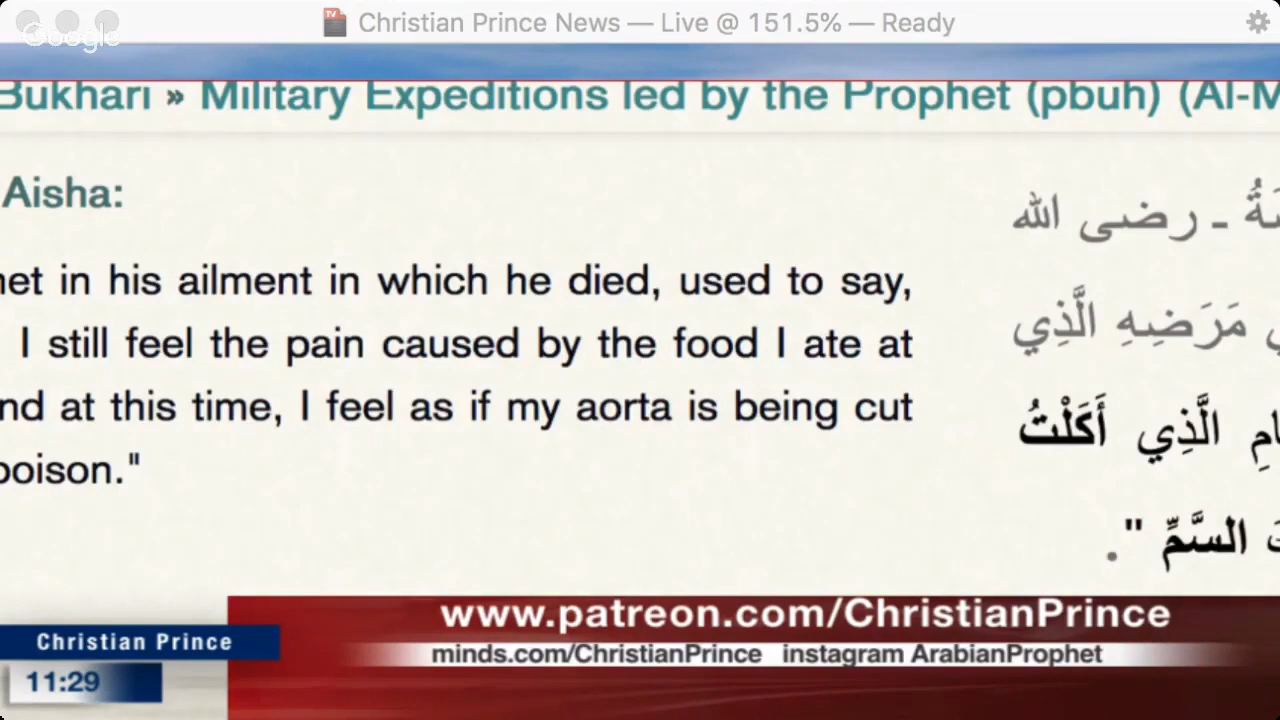 Christian Prince News — Live @ 151.5% — Ready
Google
Bukhari » Military Expeditions led by the Prophet (pbuh) (Al-M
Aisha:
in his ailment in which he died, used to say,
I still feel the pain caused by the food I ate at
at this time, I feel as if my aorta is being cut
poison."
ـ رضى الله
مَرَضِهِ الَّذِي
الَّذِي أَكَلْتُ
السَّمِّ ".
www.patreon.com/ChristianPrince
Christian Prince
minds.com/ChristianPrince instagram ArabianProphet
11:29